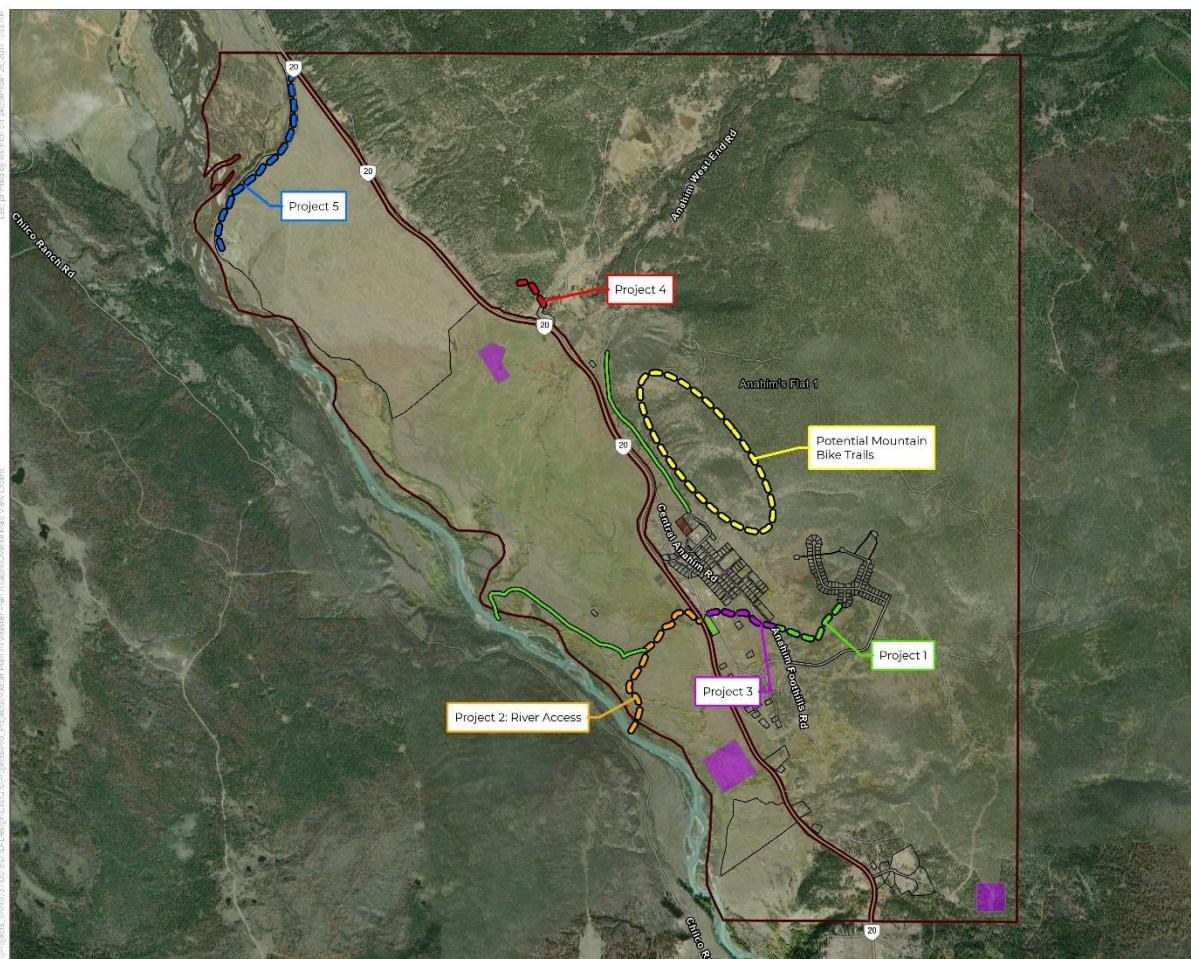 20
20
Project 5
Chilco Ranch Rd
Anahim West End Rd
Project 4
20
Anahim's Flat 1
20
Potential Mountain
Bike Trails
Central Anahim Rd
Project 1
Project 3
Anahim Foothills Rd
Project 2: River Access
20
Chilco R